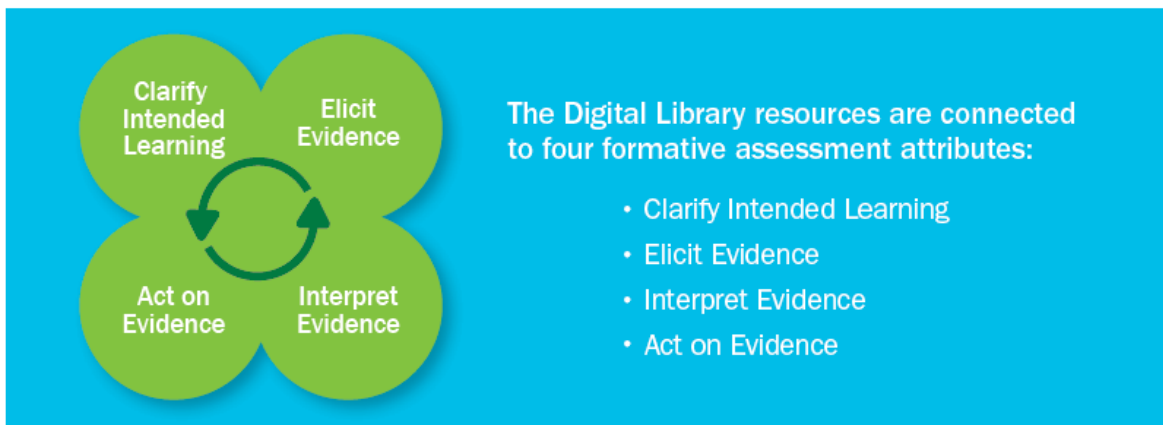 Clarify
Intended
Learning
Elicit
Evidence
Act on
Evidence
Interpret
Evidence
The Digital Library resources are connected
to four formative assessment attributes:
• Clarify Intended Learning
• Elicit Evidence
• Interpret Evidence
• Act on Evidence